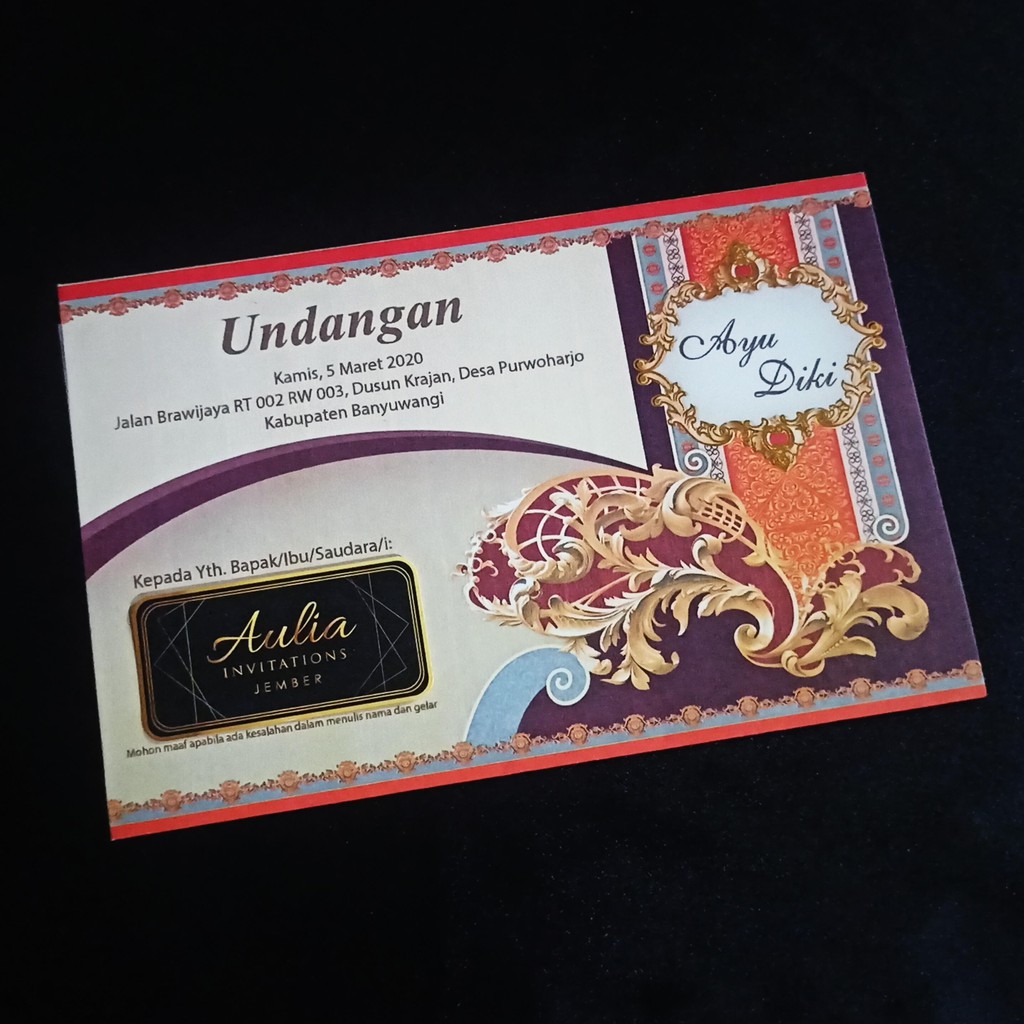 Undangan
Kamis, 5 Maret 2020
Jalan Brawijaya RT 002 RW 003, Dusun Krajan, Desa Purwoharjo
Kabupaten Banyuwangi
Ayu
Diki
Kepada Yth. Bapak/Ibu/Saudara/i:
Aulia
INVITATIONS
JEMBER
Mohon maaf apabila ada kesalahan dalam menulis nama dan gelar